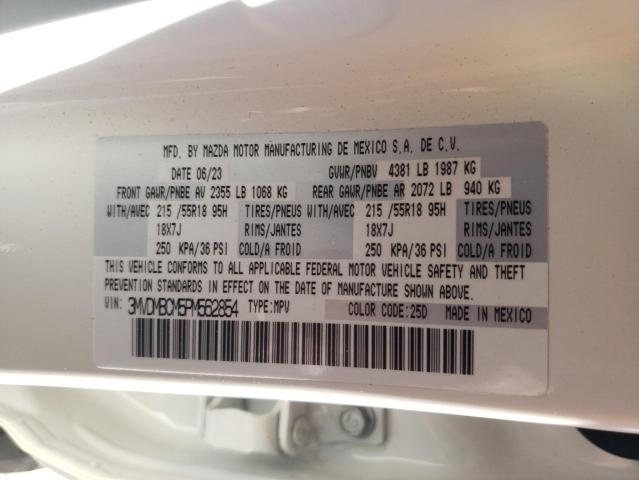 MFD. BY MAZDA MOTOR MANUFACTURING DE MEXICO S.A. DE C.V.
DATE 06/23 GVWR/PNBV 4381 LB 1987 KG
FRONT GAWR/PNBE AV 2355 LB 1068 KG REAR GAWR/PNBE AR 2072 LB 940 KG
WITH/AVEC 215 /55R18 95H TIRES/PNEUS WITH/AVEC 215 /55R18 95H TIRES/PNEUS
18X7J RIMS/JANTES 18X7J RIMS/JANTES
250 KPA/36 PSI COLD/A FROID 250 KPA/36 PSI COLD/A FROID
THIS VEHICLE CONFORMS TO ALL APPLICABLE FEDERAL MOTOR VEHICLE SAFETY AND THEFT
PREVENTION STANDARDS IN EFFECT ON THE DATE OF MANUFACTURE SHOWN ABOVE.
VIN: 3MVDMBCM5PM562854 TYPE:MPV COLOR CODE:25D MADE IN MEXICO